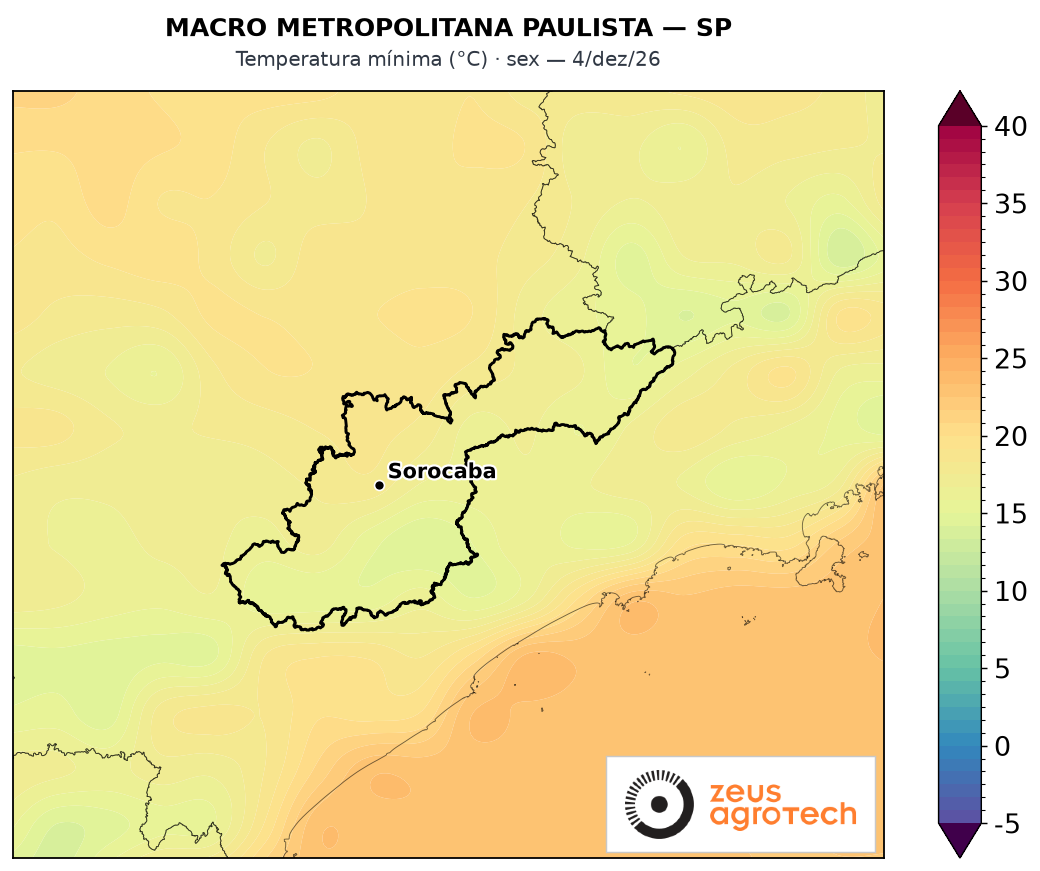 MACRO METROPOLITANA PAULISTA — SP
Temperatura mínima (°C) · sex — 4/dez/26
40
35
30
25
20
15
10
5
0
-5
Sorocaba
zeus
agrotech